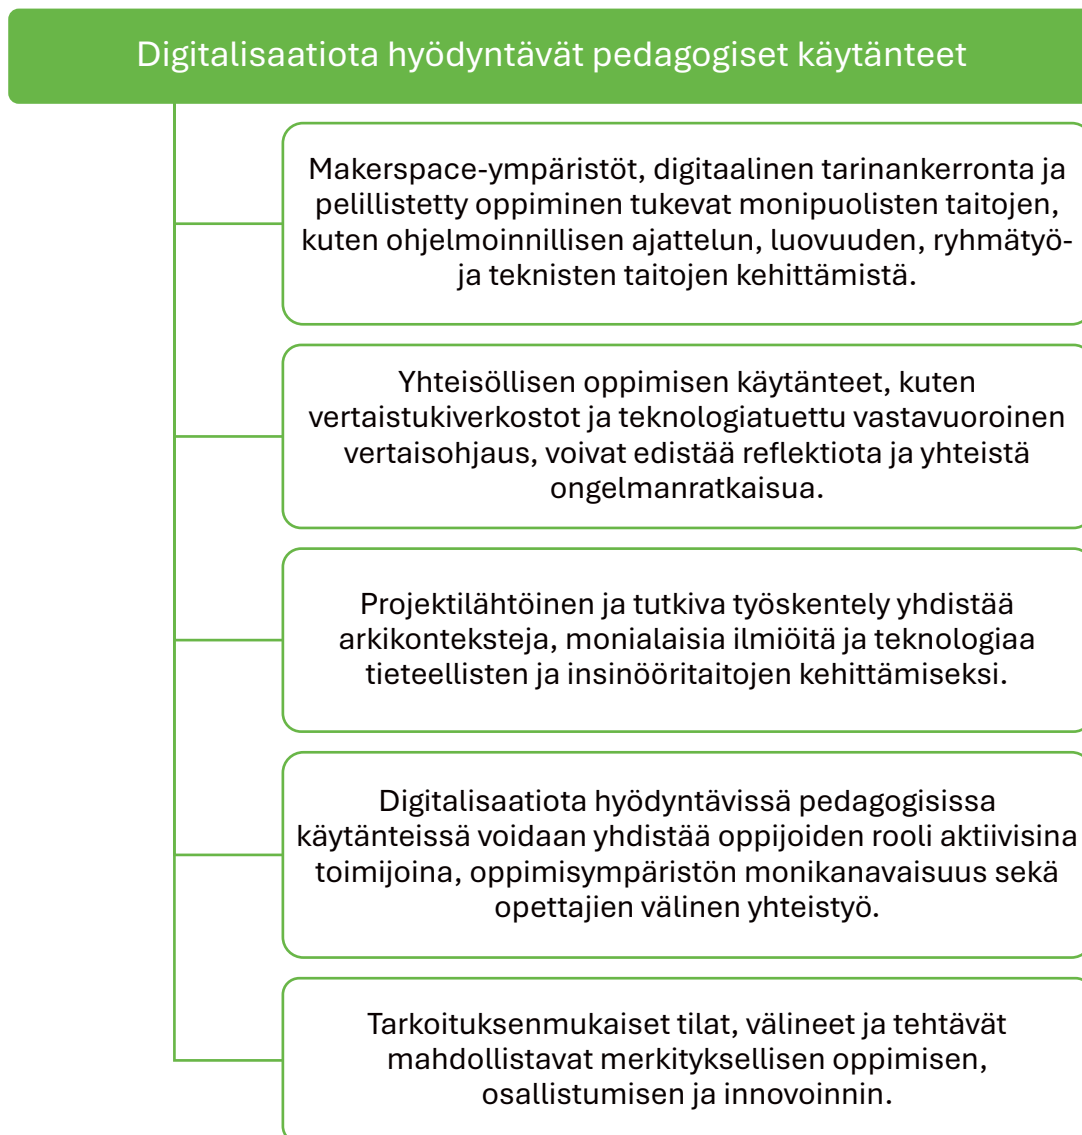 Digitalisaatiota hyödyntävät pedagogiset käytänteet
Makerspace-ympäristöt, digitaalinen tarinankerronta ja
pelillistetty oppiminen tukevat monipuolisten taitojen,
kuten ohjelmoinnillisen ajattelun, luovuuden, ryhmätyö-
ja teknisten taitojen kehittämistä.
Yhteisöllisen oppimisen käytänteet, kuten
vertaistukiverkostot ja teknologiatuettu vastavuoroinen
vertaisohjaus, voivat edistää reflektiota ja yhteistä
ongelmanratkaisua.
Projektilähtöinen ja tutkiva työskentely yhdistää
arkikonteksteja, monialaisia ilmiöitä ja teknologiaa
tieteellisten ja insinööritaitojen kehittämiseksi.
Digitalisaatiota hyödyntävissä pedagogisissa
käytänteissä voidaan yhdistää oppijoiden rooli aktiivisina
toimijoina, oppimisympäristön monikanavaisuus sekä
opettajien välinen yhteistyö.
Tarkoituksenmukaiset tilat, välineet ja tehtävät
mahdollistavat merkityksellisen oppimisen,
osallistumisen ja innovoinnin.